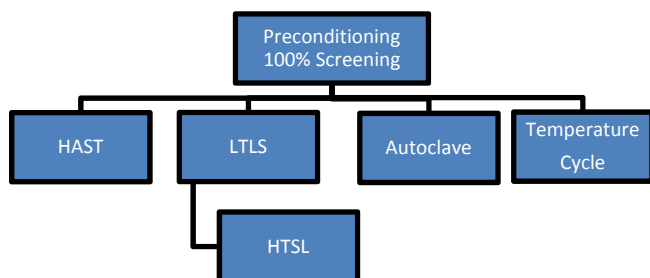 Preconditioning
100% Screening
HAST
LTLS
Autoclave
Temperature
Cycle
HTSL